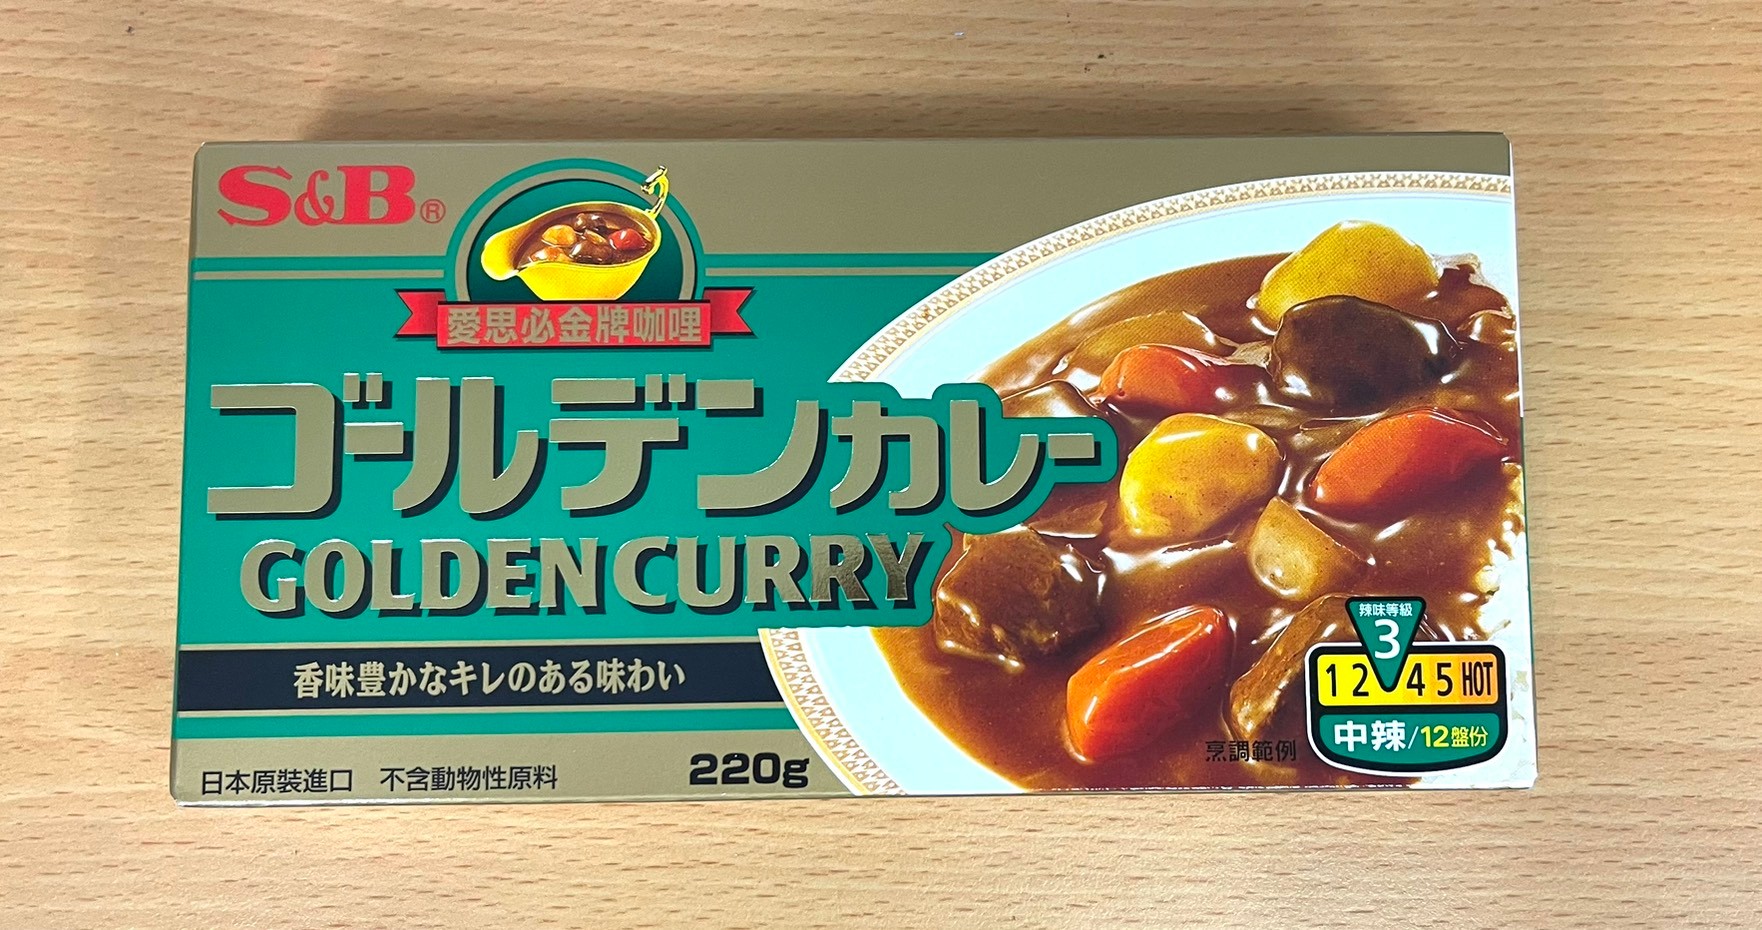 S&B®
愛思必金牌咖哩
ゴールデンカレー
GOLDEN CURRY
香味豊かなキレのある味わい
日本原裝進口 不含動物性原料
220g
烹調範例
辣味等級
3
1 2 4 5 HOT
中辣/12盤份